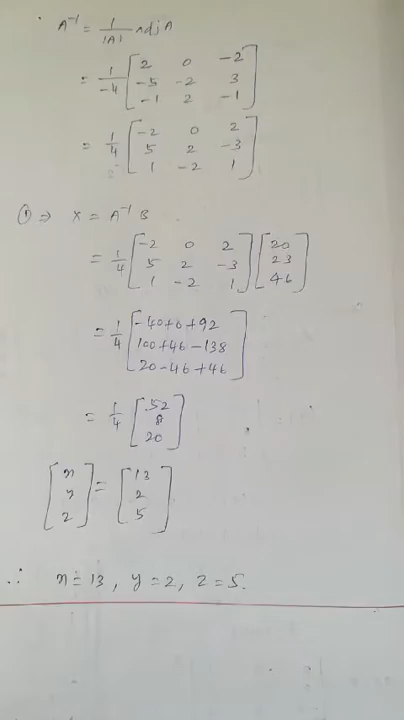 A⁻¹ = 1/|A| adj A
= 1/-4 [2 0 -2
-5 -2 3
-1 2 -1]
= 1/4 [-2 0 2
5 2 -3
1 -2 1]
① ⇒ X = A⁻¹ B
= 1/4 [-2 0 2
5 2 -3
1 -2 1] [20
23
46]
= 1/4 [-40+0+92
100+46-138
20-46+46]
= 1/4 [52
8
20]
[x
y
z] = [13
2
5]
∴ x = 13, y = 2, z = 5.